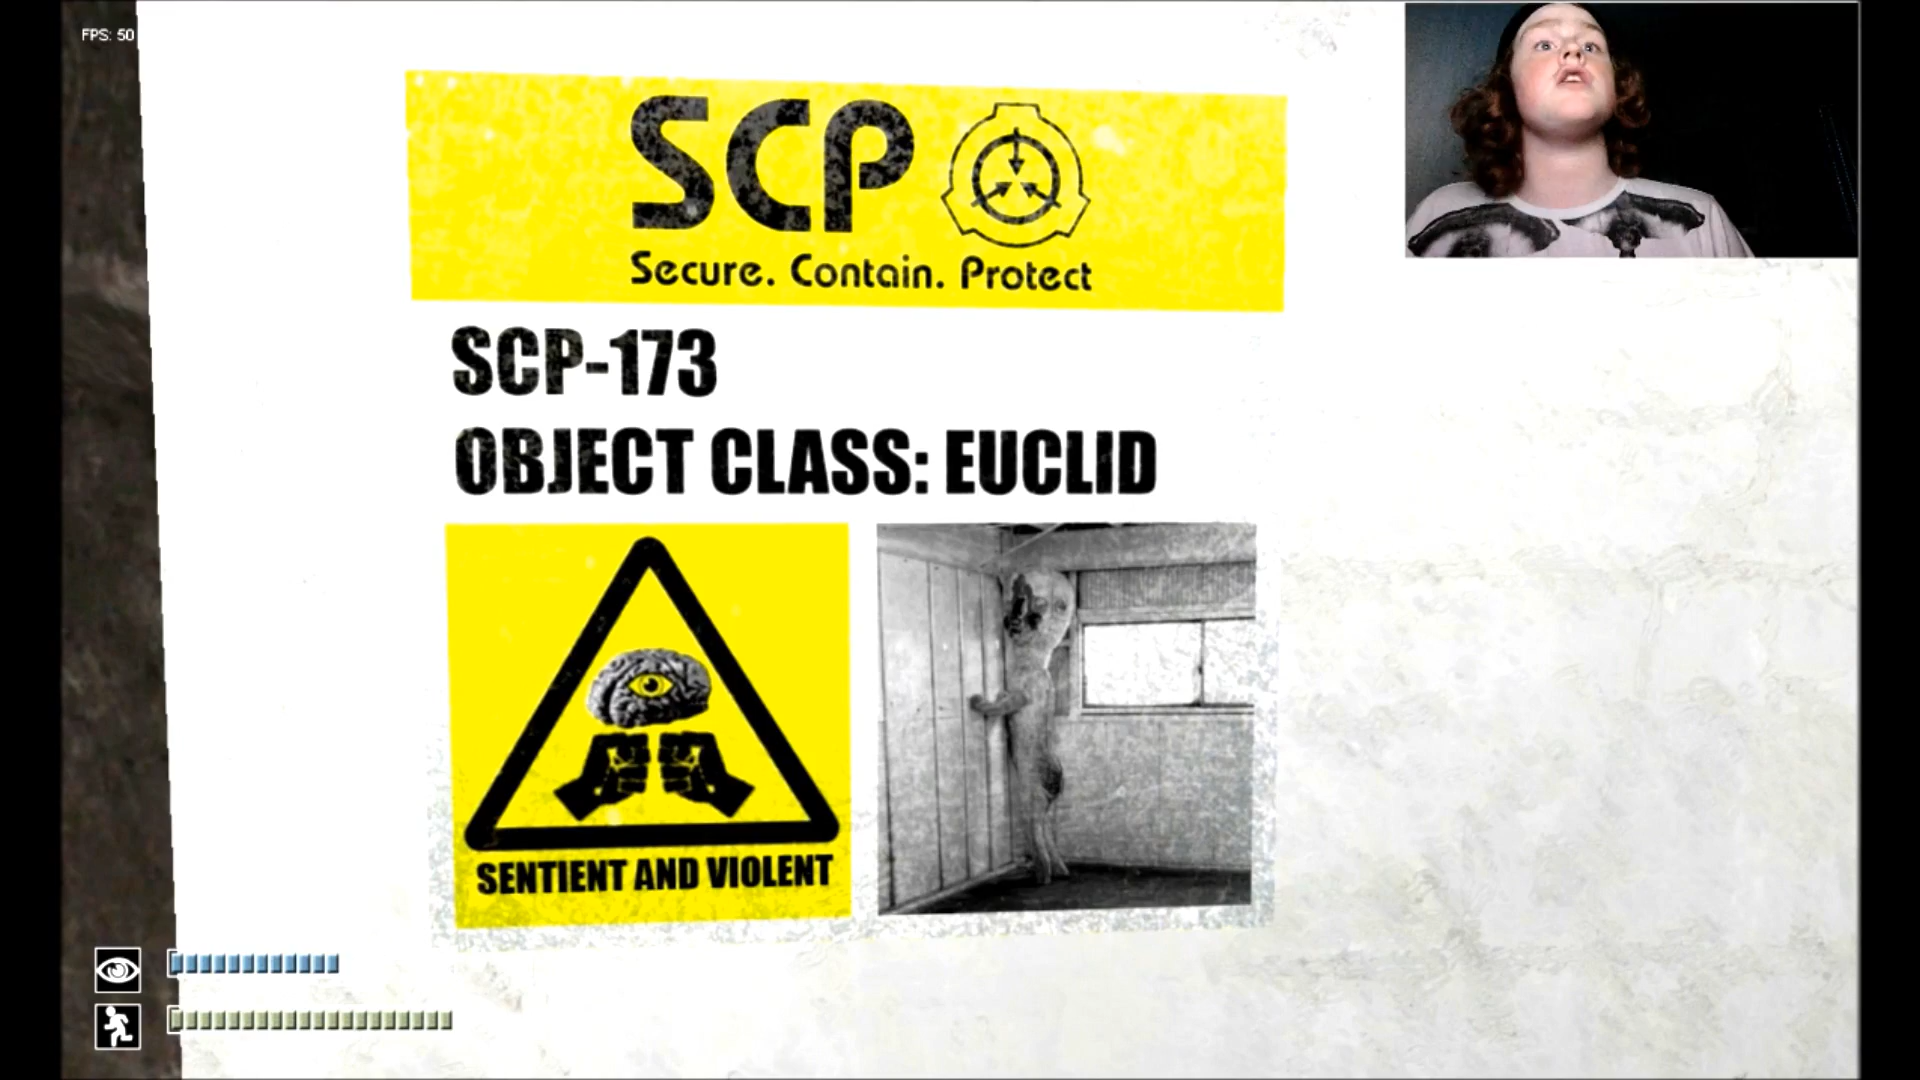 FPS: 50
SCP
Secure. Contain. Protect
SCP-173
OBJECT CLASS: EUCLID
SENTIENT AND VIOLENT